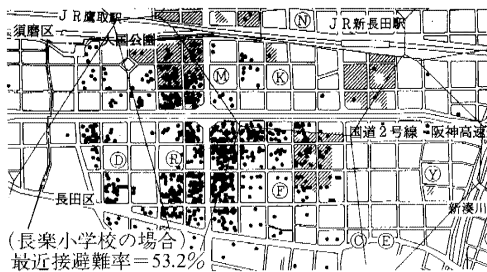 JR鷹取駅
須磨区
国公園
Ⓝ
JR新長田駅
Ⓜ
Ⓚ
国道2号線
阪神高速
Ⓓ
Ⓡ
Ⓕ
Ⓨ
長田区
新湊川
Ⓒ
Ⓔ
(長楽小学校の場合)
最近接避難率=53.2%